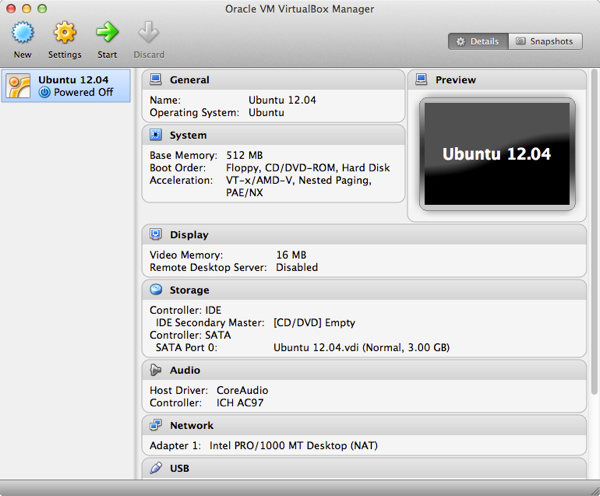 Oracle VM VirtualBox Manager
New Settings Start Discard
Details Snapshots
Ubuntu 12.04
Powered Off
General
Name: Ubuntu 12.04
Operating System: Ubuntu
System
Base Memory: 512 MB
Boot Order: Floppy, CD/DVD-ROM, Hard Disk
Acceleration: VT-x/AMD-V, Nested Paging,
PAE/NX
Preview
Ubuntu 12.04
Display
Video Memory: 16 MB
Remote Desktop Server: Disabled
Storage
Controller: IDE
IDE Secondary Master: [CD/DVD] Empty
Controller: SATA
SATA Port 0: Ubuntu 12.04.vdi (Normal, 3.00 GB)
Audio
Host Driver: CoreAudio
Controller: ICH AC97
Network
Adapter 1: Intel PRO/1000 MT Desktop (NAT)
USB